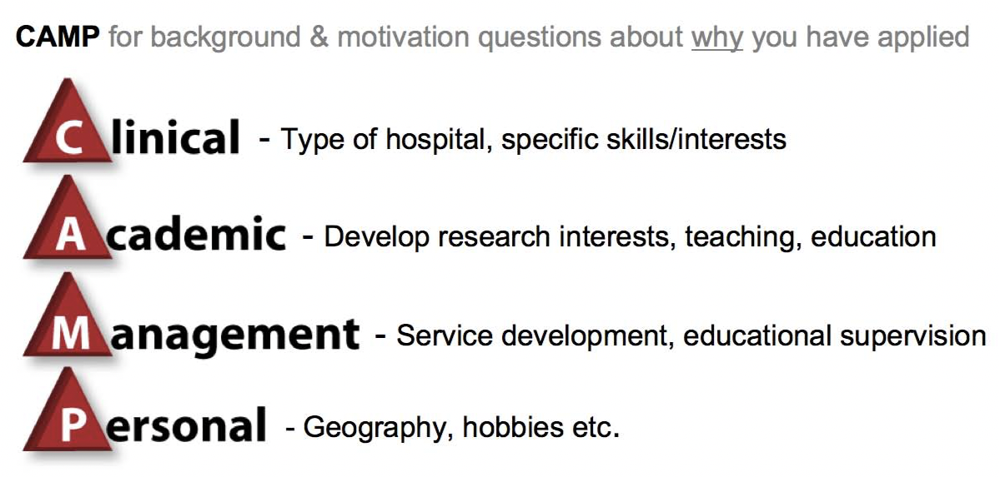 CAMP for background & motivation questions about why you have applied
Clinical - Type of hospital, specific skills/interests
Academic - Develop research interests, teaching, education
Management - Service development, educational supervision
Personal - Geography, hobbies etc.